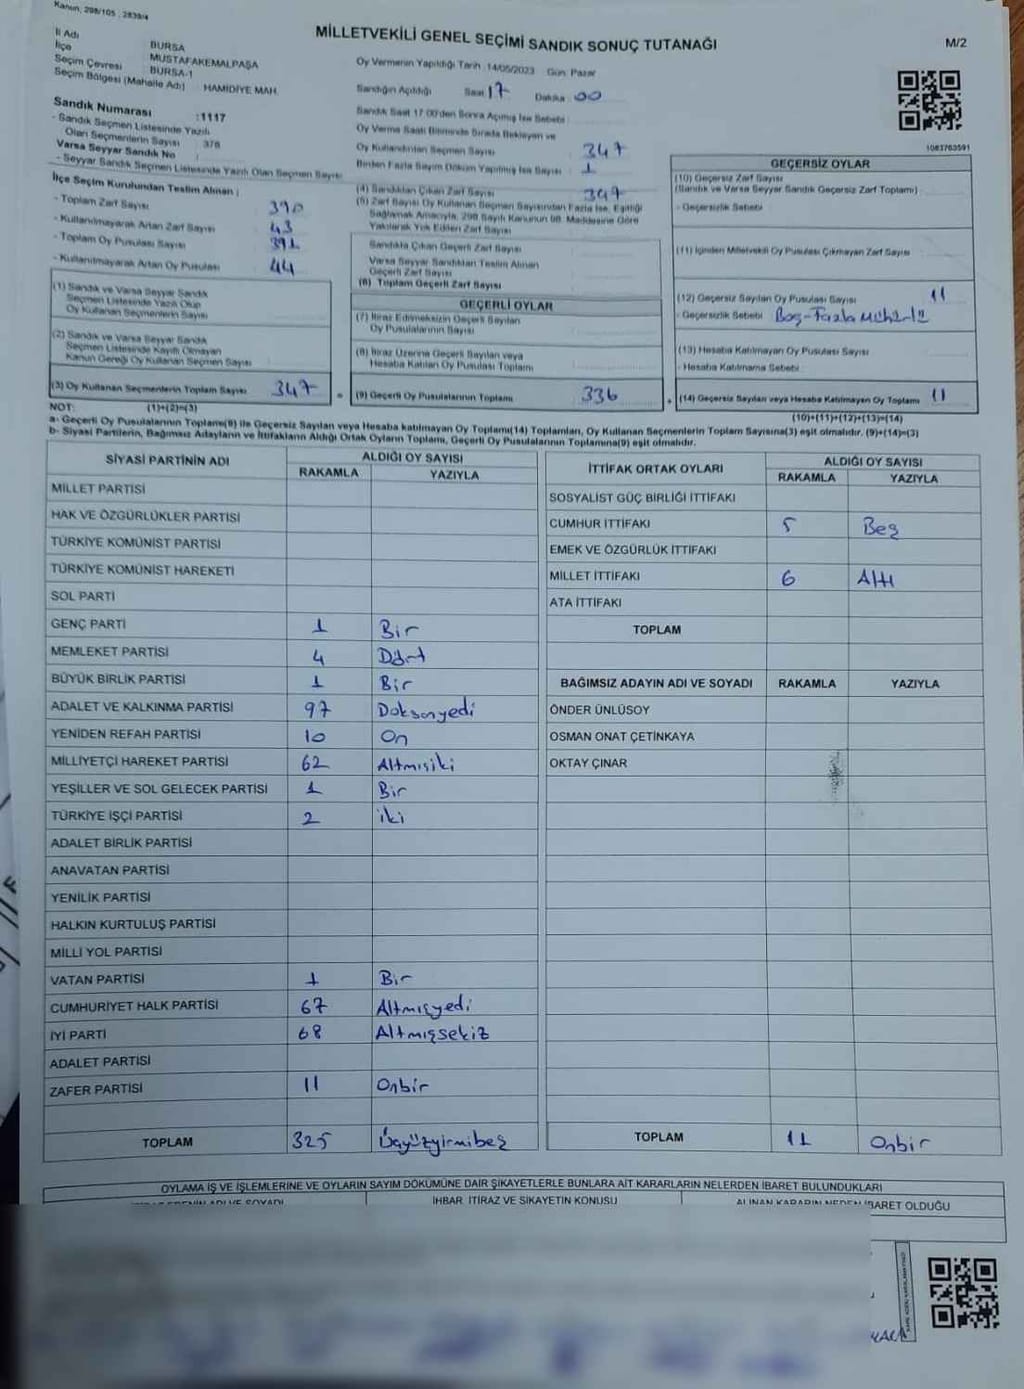 Kanun: 298/105 , 2839/4
MİLLETVEKİLİ GENEL SEÇİMİ SANDIK SONUÇ TUTANAĞI
M/2
İl Adı BURSA
İlçe MUSTAFAKEMALPAŞA
Seçim Çevresi BURSA-1
Seçim Bölgesi (Mahalle Adı) HAMİDİYE MAH.
Oy Vermenin Yapıldığı Tarih :14/05/2023 Gün: Pazar
Sandığın Açıldığı Saat 17 Dakika 00
Sandık Numarası :1117
- Sandık Seçmen Listesinde Yazılı
Olan Seçmenlerin Sayısı 378
Varsa Seyyar Sandık No
- Seyyar Sandık Seçmen Listesinde Yazılı Olan Seçmen Sayısı
Sandık Saat 17:00'den Sonra Açılmış İse Sebebi :
Oy Verme Saati Bitiminde Sırada Bekleyen ve
Oy Kullandırılan Seçmen Sayısı 347
Birden Fazla Sayım Döküm Yapılmış İse Sayısı : 1
1083763591
İlçe Seçim Kurulundan Teslim Alınan :
- Toplam Zarf Sayısı 390
- Kullanılmayarak Artan Zarf Sayısı 43
- Toplam Oy Pusulası Sayısı 391
- Kullanılmayarak Artan Oy Pusulası 44
(4) Sandıktan Çıkan Zarf Sayısı 347
(5) Zarf Sayısı Oy Kullanan Seçmen Sayısından Fazla İse, Eşitliği
Sağlamak Amacıyla, 298 Sayılı Kanunun 98. Maddesine Göre
Yakılarak Yok Edilen Zarf Sayısı
Sandıkta Çıkan Geçerli Zarf Sayısı
Varsa Seyyar Sandıktan Teslim Alınan
Geçerli Zarf Sayısı
(6) Toplam Geçerli Zarf Sayısı
GEÇERSİZ OYLAR
(10) Geçersiz Zarf Sayısı
(Sandık ve Varsa Seyyar Sandık Geçersiz Zarf Toplamı)
- Geçersizlik Sebebi
(11) İçinden Milletvekili Oy Pusulası Çıkmayan Zarf Sayısı
(12) Geçersiz Sayılan Oy Pusulası Sayısı 11
- Geçersizlik Sebebi Boş-Fazla Mühürlü
(13) Hesaba Katılmayan Oy Pusulası Sayısı
- Hesaba Katılmama Sebebi
(14) Geçersiz Sayılan veya Hesaba Katılmayan Oy Toplamı 11
(10)+(11)+(12)+(13)=(14)
(1) Sandık ve Varsa Seyyar Sandık
Seçmen Listesinde Yazılı Olup
Oy Kullanan Seçmenlerin Sayısı
(2) Sandık ve Varsa Seyyar Sandık
Seçmen Listesinde Kayıtlı Olmayan
Kanun Gereği Oy Kullanan Seçmen Sayısı
(3) Oy Kullanan Seçmenlerin Toplam Sayısı 347 =
(1)+(2)=(3)
GEÇERLİ OYLAR
(7) İtiraz Edilmeksizin Geçerli Sayılan
Oy Pusulalarının Sayısı
(8) İtiraz Üzerine Geçerli Sayılan veya
Hesaba Katılan Oy Pusulası Toplamı
(9) Geçerli Oy Pusulalarının Toplamı 336 +
NOT:
a- Geçerli Oy Pusulalarının Toplamı(9) ile Geçersiz Sayılan veya Hesaba katılmayan Oy Toplamı(14) Toplamları, Oy Kullanan Seçmenlerin Toplam Sayısına(3) eşit olmalıdır. (9)+(14)=(3)
b- Siyasi Partilerin, Bağımsız Adayların ve İttifakların Aldığı Ortak Oyların Toplamı, Geçerli Oy Pusulalarının Toplamına(9) eşit olmalıdır.
SİYASİ PARTİNİN ADI ALDIĞI OY SAYISI
RAKAMLA YAZIYLA
MİLLET PARTİSİ
HAK VE ÖZGÜRLÜKLER PARTİSİ
TÜRKİYE KOMÜNİST PARTİSİ
TÜRKİYE KOMÜNİST HAREKETİ
SOL PARTİ
GENÇ PARTİ 1 Bir
MEMLEKET PARTİSİ 4 Dört
BÜYÜK BİRLİK PARTİSİ 1 Bir
ADALET VE KALKINMA PARTİSİ 97 Doksanyedi
YENİDEN REFAH PARTİSİ 10 On
MİLLİYETÇİ HAREKET PARTİSİ 62 Altmışiki
YEŞİLLER VE SOL GELECEK PARTİSİ 1 Bir
TÜRKİYE İŞÇİ PARTİSİ 2 iki
ADALET BİRLİK PARTİSİ
ANAVATAN PARTİSİ
YENİLİK PARTİSİ
HALKIN KURTULUŞ PARTİSİ
MİLLİ YOL PARTİSİ
VATAN PARTİSİ 1 Bir
CUMHURİYET HALK PARTİSİ 67 Altmışyedi
İYİ PARTİ 68 Altmışsekiz
ADALET PARTİSİ
ZAFER PARTİSİ 11 Onbir
TOPLAM 325 Üçyüzyirmibeş
İTTİFAK ORTAK OYLARI ALDIĞI OY SAYISI
RAKAMLA YAZIYLA
SOSYALİST GÜÇ BİRLİĞİ İTTİFAKI
CUMHUR İTTİFAKI 5 Beş
EMEK VE ÖZGÜRLÜK İTTİFAKI
MİLLET İTTİFAKI 6 Altı
ATA İTTİFAKI
TOPLAM
BAĞIMSIZ ADAYIN ADI VE SOYADI RAKAMLA YAZIYLA
ÖNDER ÜNLÜSOY
OSMAN ONAT ÇETİNKAYA
OKTAY ÇINAR
TOPLAM 11 Onbir
OYLAMA İŞ VE İŞLEMLERİNE VE OYLARIN SAYIM DÖKÜMÜNE DAİR ŞİKAYETLERLE BUNLARA AİT KARARLARIN NELERDEN İBARET BULUNDUKLARI
ADI VE SOYADI İHBAR İTİRAZ VE ŞİKAYETİN KONUSU ALINAN KARARIN NEDEN İBARET OLDUĞU